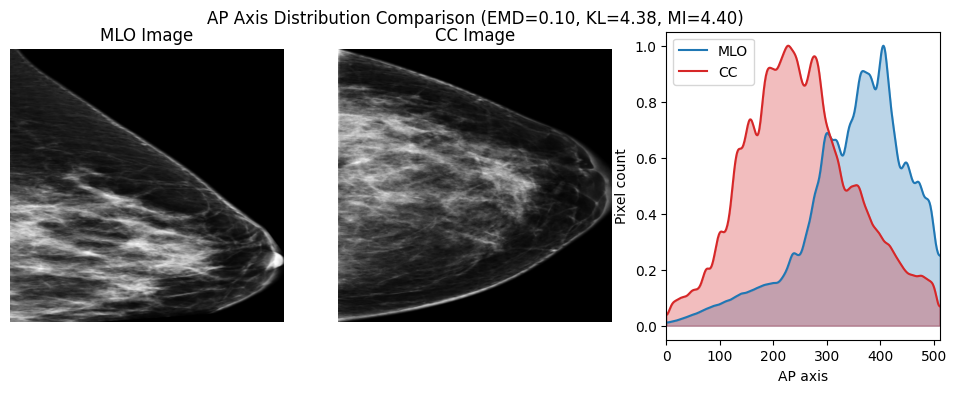 AP Axis Distribution Comparison (EMD=0.10, KL=4.38, MI=4.40)
MLO Image
CC Image
MLO
CC
Pixel count
1.0
0.8
0.6
0.4
0.2
0.0
0 100 200 300 400 500
AP axis